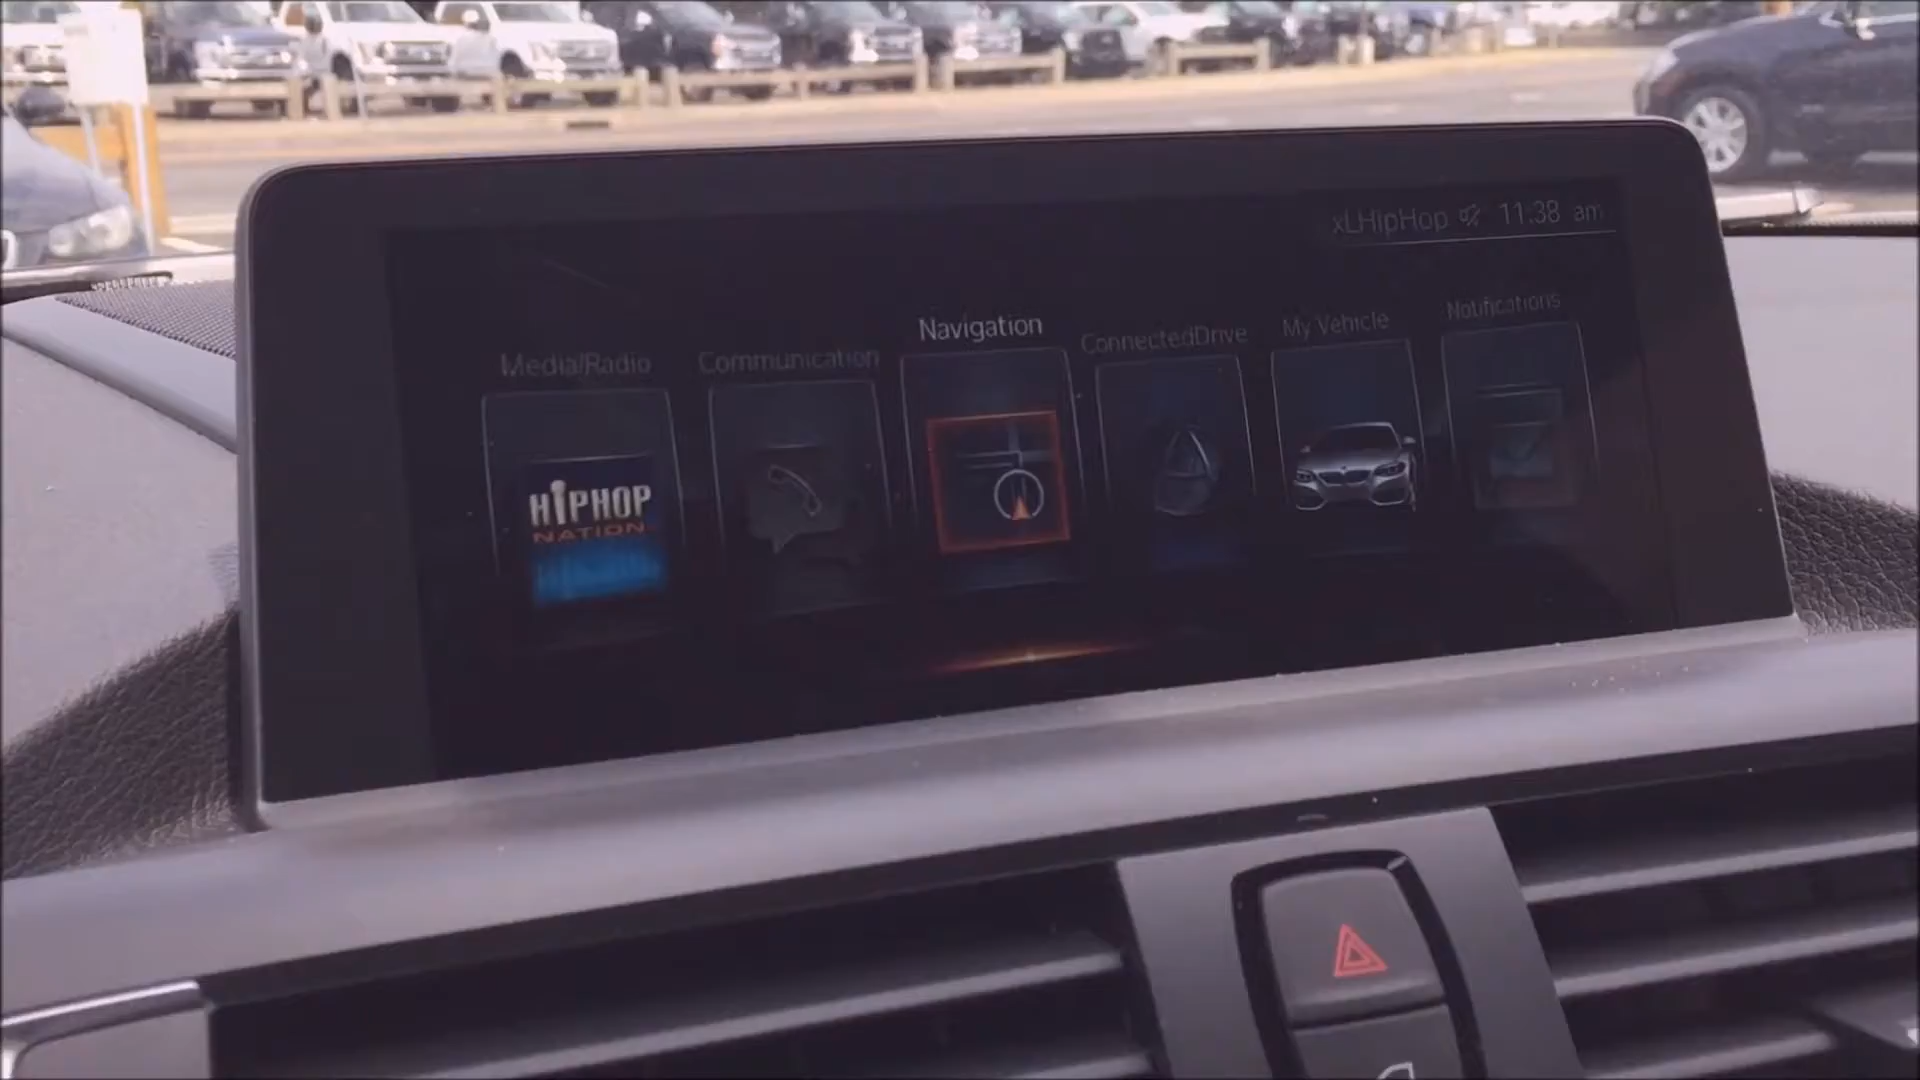 xLHipHop 11:38 am
Media/Radio
Communication
Navigation
ConnectedDrive
My Vehicle
Notifications
HIPHOP
NATION